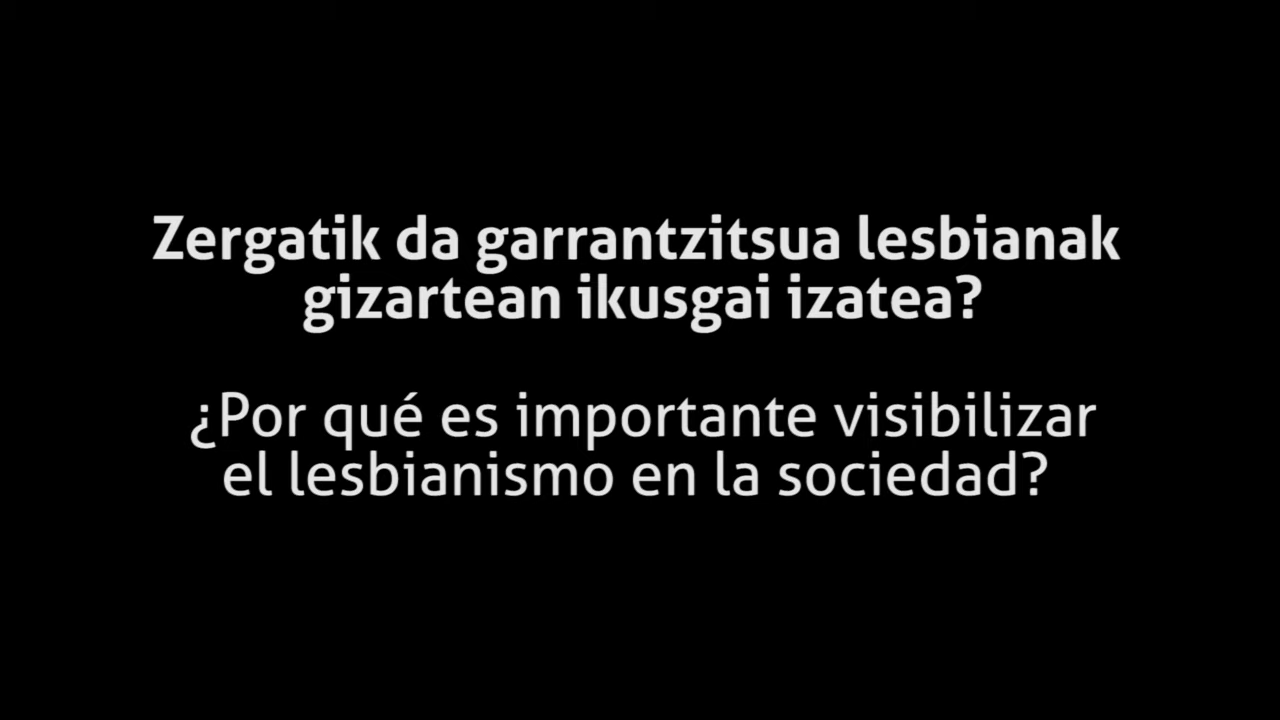 Zergatik da garrantzitsua lesbianak
gizartean ikusgai izatea?
¿Por qué es importante visibilizar
el lesbianismo en la sociedad?